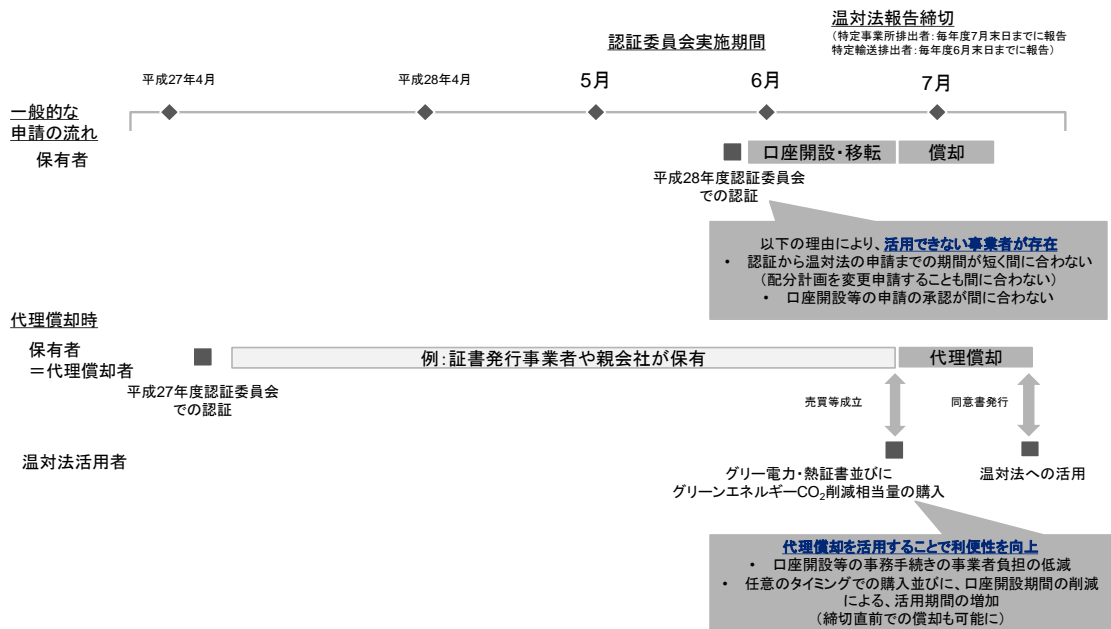 温対法報告締切
(特定事業所排出者:毎年度7月末日までに報告
特定輸送排出者:毎年度6月末日までに報告)
認証委員会実施期間
平成27年4月
平成28年4月
5月
6月
7月
一般的な
申請の流れ
保有者
口座開設・移転
償却
平成28年度認証委員会
での認証
以下の理由により、活用できない事業者が存在
• 認証から温対法の申請までの期間が短く間に合わない
(配分計画を変更申請することも間に合わない)
• 口座開設等の申請の承認が間に合わない
代理償却時
保有者
=代理償却者
例:証書発行事業者や親会社が保有
代理償却
平成27年度認証委員会
での認証
売買等成立
同意書発行
温対法活用者
グリー電力・熱証書並びに
グリーンエネルギーCO₂削減相当量の購入
温対法への活用
代理償却を活用することで利便性を向上
• 口座開設等の事務手続きの事業者負担の低減
• 任意のタイミングでの購入並びに、口座開設期間の削減
による、活用期間の増加
(締切直前での償却も可能に)